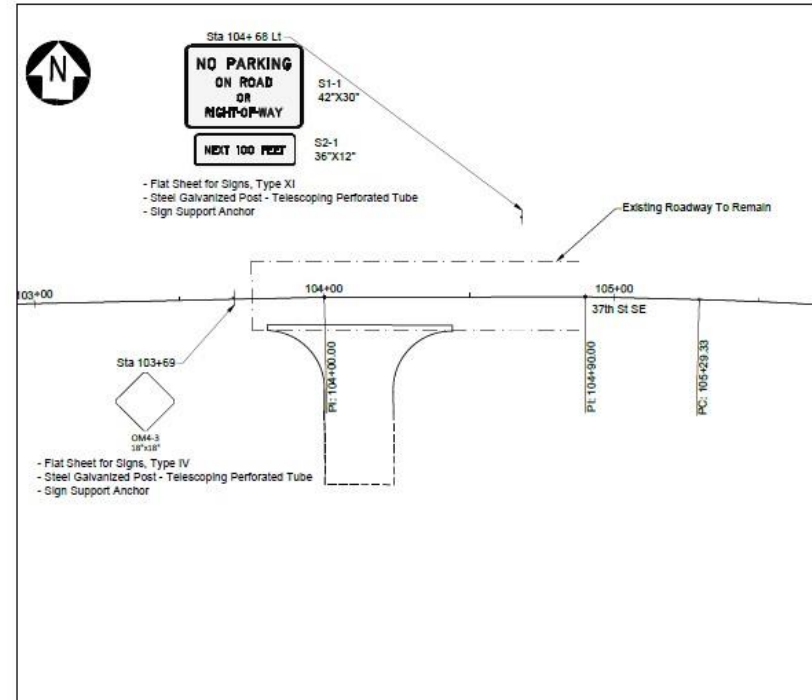 N
Sta 104+ 68 Lt
NO PARKING
ON ROAD
OR
RIGHT-OF-WAY
S1-1
42"X30"
NEXT 100 FEET
S2-1
36"X12"
- Flat Sheet for Signs, Type XI
- Steel Galvanized Post - Telescoping Perforated Tube
- Sign Support Anchor
Existing Roadway To Remain
103+00
104+00
105+00
37th St SE
Sta 103+69
PI: 104+00.00
PI: 104+90.00
PC: 105+29.33
OM4-3
18"x18"
- Flat Sheet for Signs, Type IV
- Steel Galvanized Post - Telescoping Perforated Tube
- Sign Support Anchor